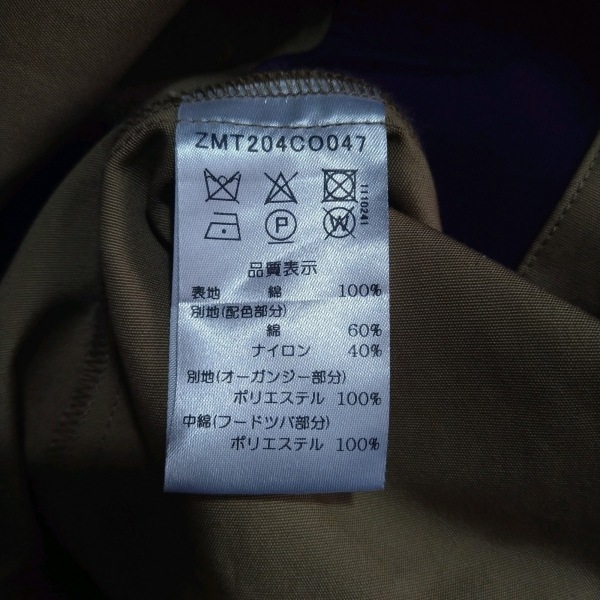 ZMT204CO047
P W
1110241
品質表示
表地 綿 100%
別地(配色部分)
綿 60%
ナイロン 40%
別地(オーガンジー部分)
ポリエステル 100%
中綿(フードツバ部分)
ポリエステル 100%